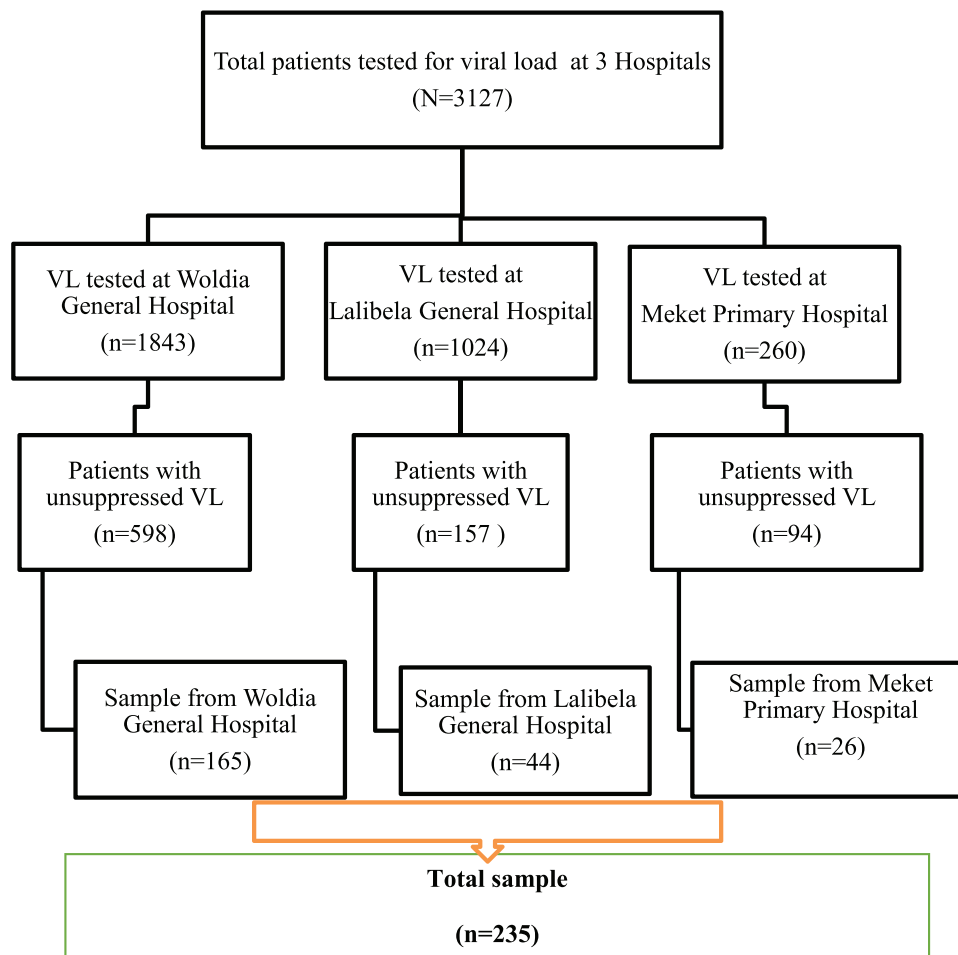 Total patients tested for viral load at 3 Hospitals
(N=3127)
VL tested at Woldia
General Hospital
(n=1843)
VL tested at
Lalibela General Hospital
(n=1024)
VL tested at
Meket Primary Hospital
(n=260)
Patients with
unsuppressed VL
(n=598)
Patients with
unsuppressed VL
(n=157 )
Patients with
unsuppressed VL
(n=94)
Sample from Woldia
General Hospital
(n=165)
Sample from Lalibela
General Hospital
(n=44)
Sample from Meket
Primary Hospital
(n=26)
Total sample
(n=235)